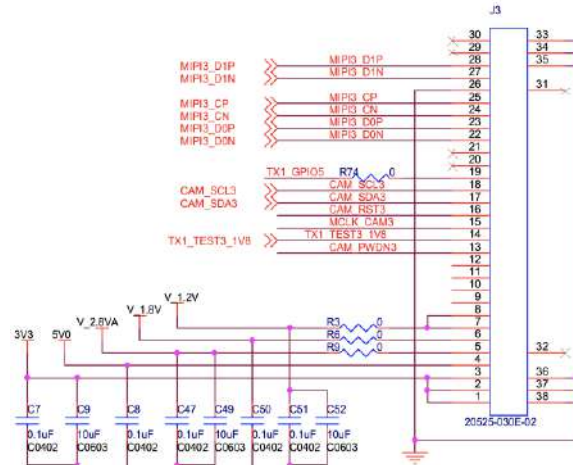 J3
30 33
29 34
MIPI3_D1P MIPI3_D1P 28 35
MIPI3_D1N MIPI3_D1N 27
26 31
MIPI3_CP MIPI3_CP 25
MIPI3_CN MIPI3_CN 24
MIPI3_D0P MIPI3_D0P 23
MIPI3_D0N MIPI3_D0N 22
21
20
TX1_GPIO5 R74 0 19
CAM_SCL3 CAM_SCL3 18
CAM_SDA3 CAM_SDA3 17
CAM_RST3 16
MCLK_CAM3 15
TX1_TEST3_1V8 TX1_TEST3_1V8 14
CAM_PWDN3 13
12
11
10
9
V_1.2V 8
V_1.8V R3 0 7
V_2.8VA R6 0 6
3V3 5V0 R9 0 5 32
4
3 36
2 37
1 38
C7 C9 C8 C47 C49 C50 C51 C52 20525-030E-02
0.1uF 10uF 0.1uF 0.1uF 10uF 0.1uF 0.1uF 10uF
C0402 C0603 C0402 C0402 C0603 C0402 C0402 C0603